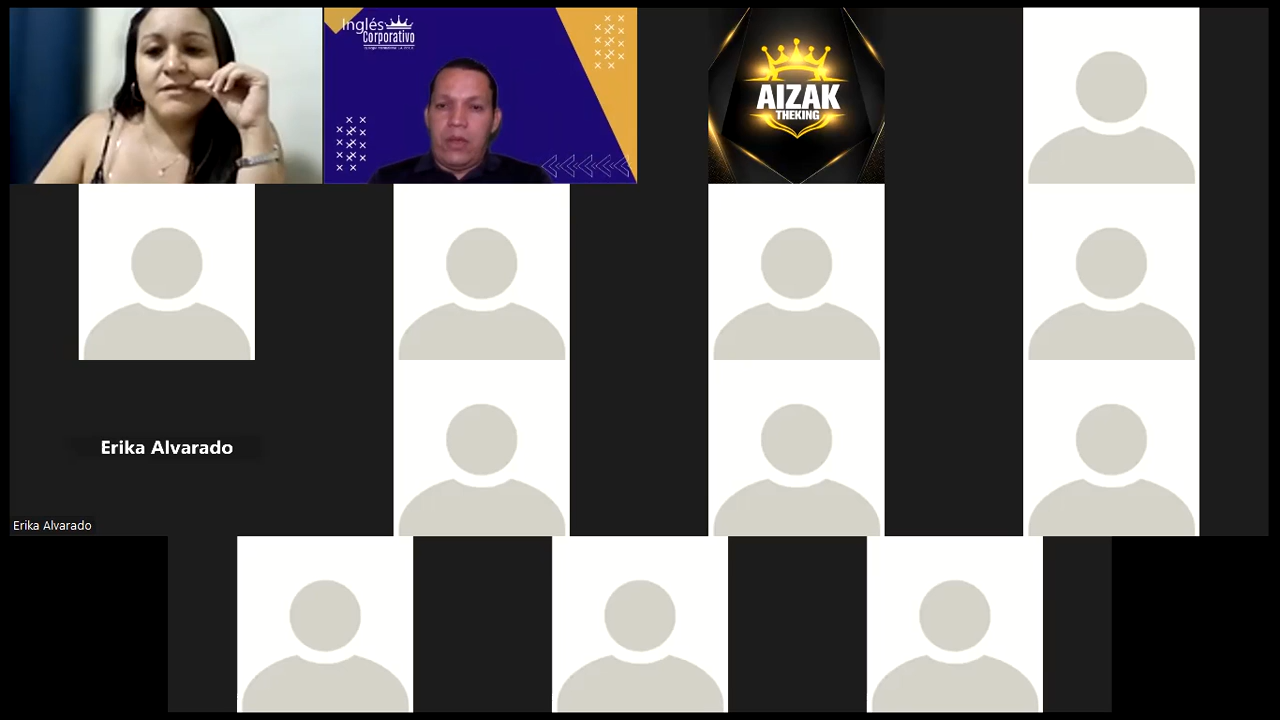 Inglés
Corporativo
AIZAK
THEKING
Erika Alvarado
Erika Alvarado